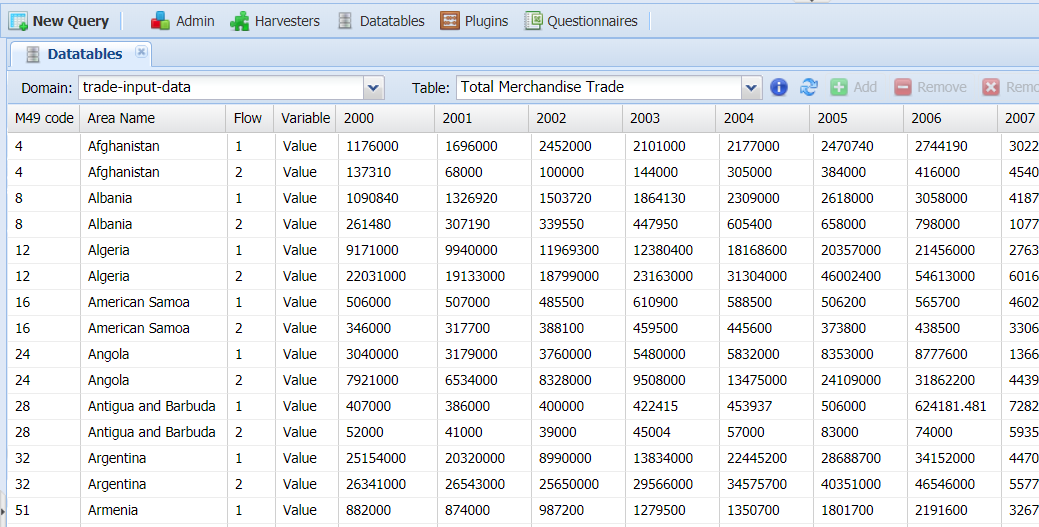 New Query Admin Harvesters Datatables Plugins Questionnaires
Datatables
Domain: trade-input-data Table: Total Merchandise Trade Add Remove Remo
M49 code Area Name Flow Variable 2000 2001 2002 2003 2004 2005 2006 2007
4 Afghanistan 1 Value 1176000 1696000 2452000 2101000 2177000 2470740 2744190 3022
4 Afghanistan 2 Value 137310 68000 100000 144000 305000 384000 416000 4540
8 Albania 1 Value 1090840 1326920 1503720 1864130 2309000 2618000 3058000 4187
8 Albania 2 Value 261480 307190 339550 447950 605400 658000 798000 1077
12 Algeria 1 Value 9171000 9940000 11969300 12380400 18168600 20357000 21456000 2763
12 Algeria 2 Value 22031000 19133000 18799000 23163000 31304000 46002400 54613000 6016
16 American Samoa 1 Value 506000 507000 485500 610900 588500 506200 565700 4602
16 American Samoa 2 Value 346000 317700 388100 459500 445600 373800 438500 3306
24 Angola 1 Value 3040000 3179000 3760000 5480000 5832000 8353000 8777600 1366
24 Angola 2 Value 7921000 6534000 8328000 9508000 13475000 24109000 31862200 4439
28 Antigua and Barbuda 1 Value 407000 386000 400000 422415 453937 506000 624181.481 7282
28 Antigua and Barbuda 2 Value 52000 41000 39000 45004 57000 83000 74000 5935
32 Argentina 1 Value 25154000 20320000 8990000 13834000 22445200 28688700 34152000 4470
32 Argentina 2 Value 26341000 26543000 25650000 29566000 34575700 40351000 46546000 5577
51 Armenia 1 Value 882000 874000 987200 1279500 1350700 1801700 2191600 3267